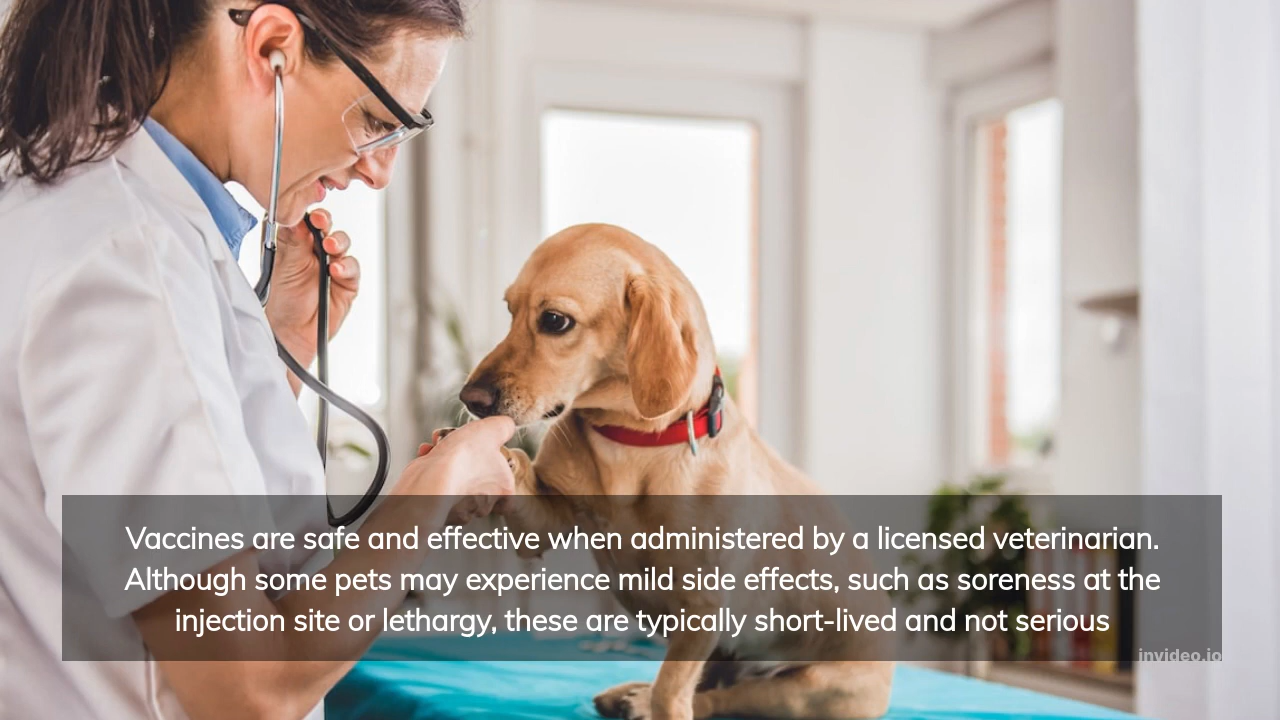 Vaccines are safe and effective when administered by a licensed veterinarian.
Although some pets may experience mild side effects, such as soreness at the
injection site or lethargy, these are typically short-lived and not serious
invideo.io